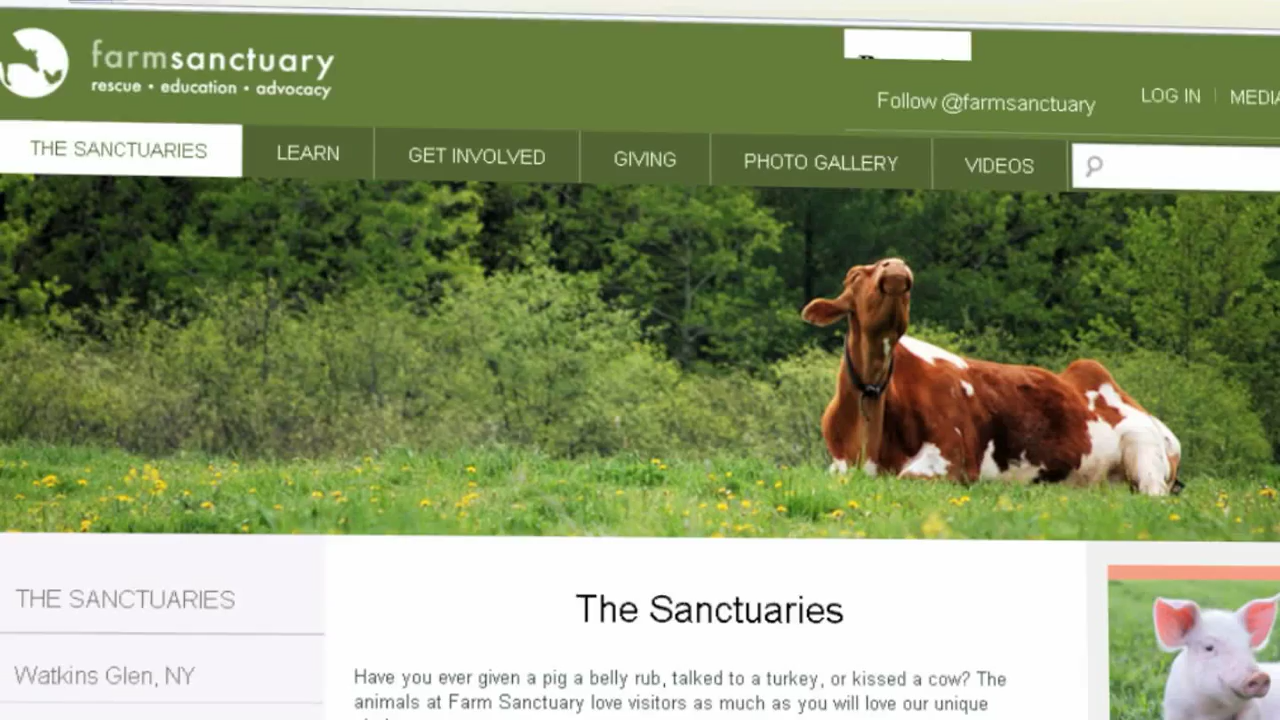 farmsanctuary
rescue • education • advocacy
Follow @farmsanctuary
LOG IN
THE SANCTUARIES
LEARN
GET INVOLVED
GIVING
PHOTO GALLERY
VIDEOS
THE SANCTUARIES
Watkins Glen, NY
The Sanctuaries
Have you ever given a pig a belly rub, talked to a turkey, or kissed a cow? The
animals at Farm Sanctuary love visitors as much as you will love our unique